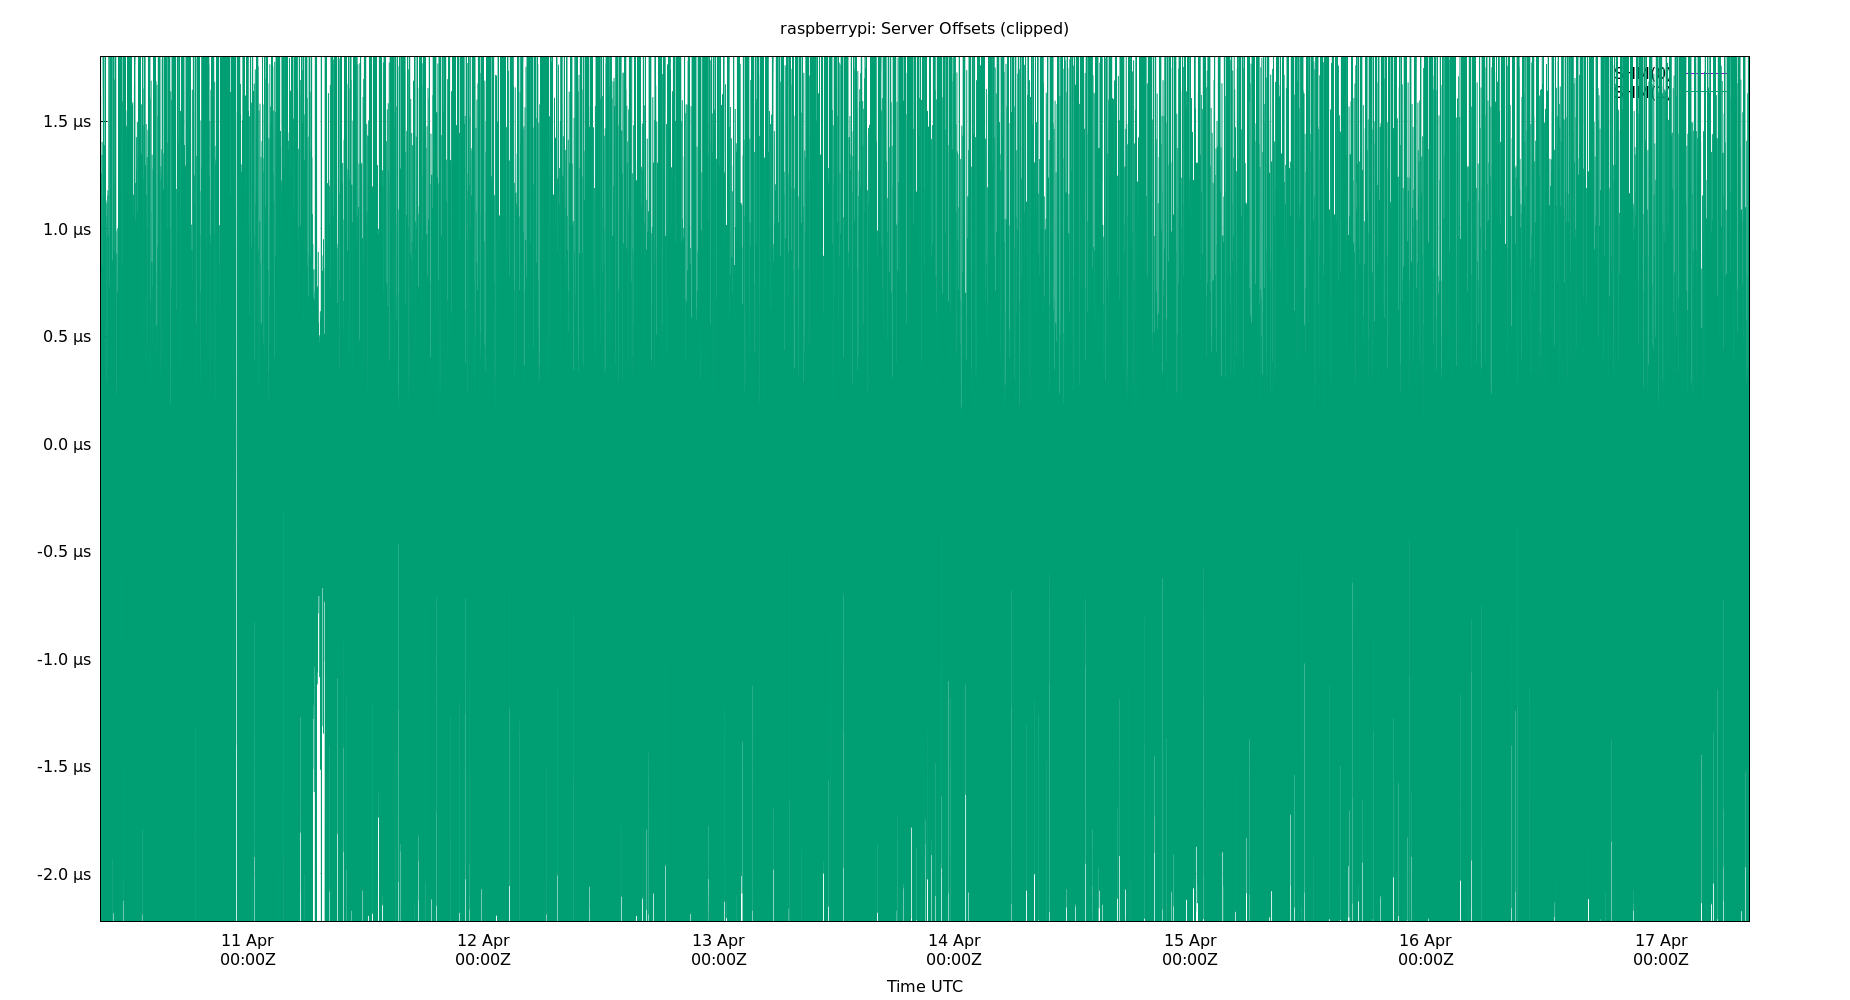 raspberrypi: Server Offsets (clipped)
SHM(0)
1.5 µs
1.0 µs
0.5 µs
0.0 µs
-0.5 µs
-1.0 µs
-1.5 µs
-2.0 µs
11 Apr 12 Apr 13 Apr 14 Apr 15 Apr 16 Apr 17 Apr
00:00Z 00:00Z 00:00Z 00:00Z 00:00Z 00:00Z 00:00Z
Time UTC